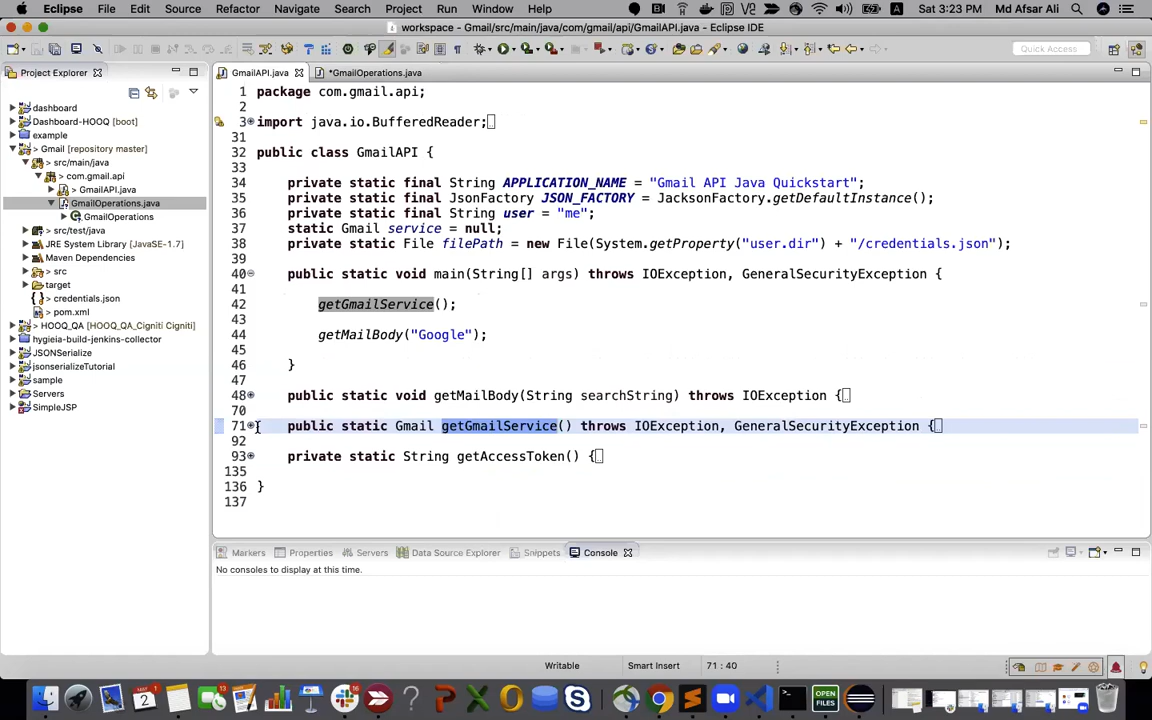 Eclipse File Edit Source Refactor Navigate Search Project Run Window Help Sat 3:23 PM Md Afsar Ali
workspace - Gmail/src/main/java/com/gmail/api/GmailAPI.java - Eclipse IDE
Quick Access
Project Explorer
GmailAPI.java
*GmailOperations.java
dashboard
Dashboard-HOOQ [boot]
example
Gmail [repository master]
> src/main/java
> com.gmail.api
> GmailAPI.java
GmailOperations.java
GmailOperations
> src/test/java
JRE System Library [JavaSE-1.7]
Maven Dependencies
> src
target
credentials.json
pom.xml
> HOOQ_QA [HOOQ_QA_Cigniti Cigniti]
hygieia-build-jenkins-collector
JSONSerialize
jsonserializeTutorial
sample
Servers
SimpleJSP
1 package com.gmail.api;
2
3 import java.io.BufferedReader;
31
32 public class GmailAPI {
33
34 private static final String APPLICATION_NAME = "Gmail API Java Quickstart";
35 private static final JsonFactory JSON_FACTORY = JacksonFactory.getDefaultInstance();
36 private static final String user = "me";
37 static Gmail service = null;
38 private static File filePath = new File(System.getProperty("user.dir") + "/credentials.json");
39
40 public static void main(String[] args) throws IOException, GeneralSecurityException {
41
42 getGmailService();
43
44 getMailBody("Google");
45
46 }
47
48 public static void getMailBody(String searchString) throws IOException {
70
71 public static Gmail getGmailService() throws IOException, GeneralSecurityException {
92
93 private static String getAccessToken() {
135
136 }
137
Markers Properties Servers Data Source Explorer Snippets Console
No consoles to display at this time.
Writable Smart Insert 71 : 40